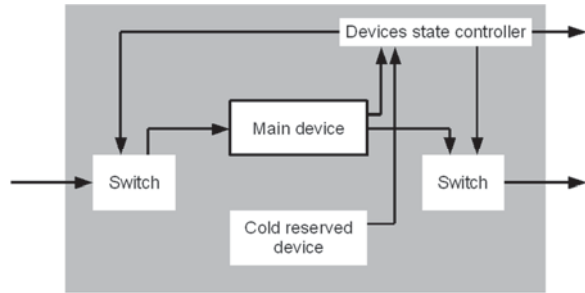 Devices state controller
Main device
Switch
Switch
Cold reserved
device